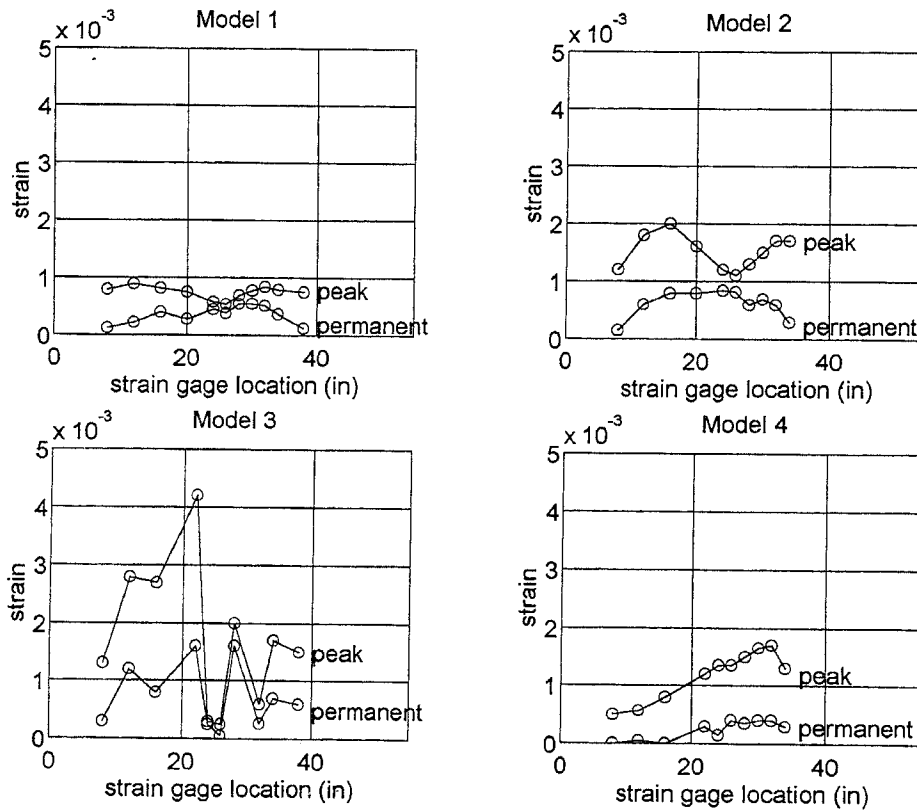 Model 1
x 10⁻³
5
4
3
2
1
0
strain
peak
permanent
0 20 40
strain gage location (in)
Model 2
x 10⁻³
5
4
3
2
1
0
strain
peak
permanent
0 20 40
strain gage location (in)
Model 3
x 10⁻³
5
4
3
2
1
0
strain
peak
permanent
0 20 40
strain gage location (in)
Model 4
x 10⁻³
5
4
3
2
1
0
strain
peak
permanent
0 20 40
strain gage location (in)